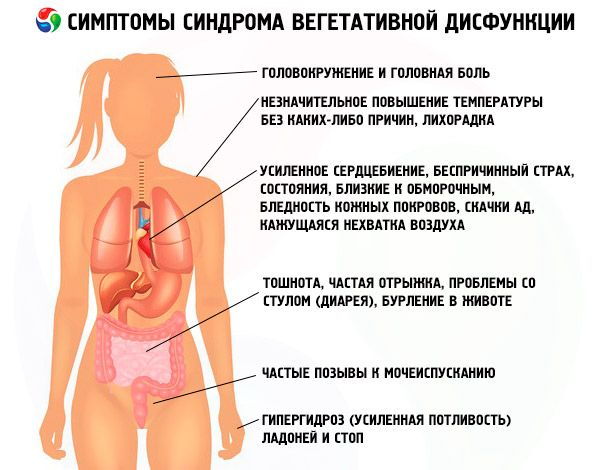 СИМПТОМЫ СИНДРОМА ВЕГЕТАТИВНОЙ ДИСФУНКЦИИ
ГОЛОВОКРУЖЕНИЕ И ГОЛОВНАЯ БОЛЬ
НЕЗНАЧИТЕЛЬНОЕ ПОВЫШЕНИЕ ТЕМПЕРАТУРЫ
БЕЗ КАКИХ-ЛИБО ПРИЧИН, ЛИХОРАДКА
УСИЛЕННОЕ СЕРДЦЕБИЕНИЕ, БЕСПРИЧИННЫЙ СТРАХ,
СОСТОЯНИЯ, БЛИЗКИЕ К ОБМОРОЧНЫМ,
БЛЕДНОСТЬ КОЖНЫХ ПОКРОВОВ, СКАЧКИ АД,
КАЖУЩАЯСЯ НЕХВАТКА ВОЗДУХА
ТОШНОТА, ЧАСТАЯ ОТРЫЖКА, ПРОБЛЕМЫ СО
СТУЛОМ (ДИАРЕЯ), БУРЛЕНИЕ В ЖИВОТЕ
ЧАСТЫЕ ПОЗЫВЫ К МОЧЕИСПУСКАНИЮ
ГИПЕРГИДРОЗ (УСИЛЕННАЯ ПОТЛИВОСТЬ)
ЛАДОНЕЙ И СТОП